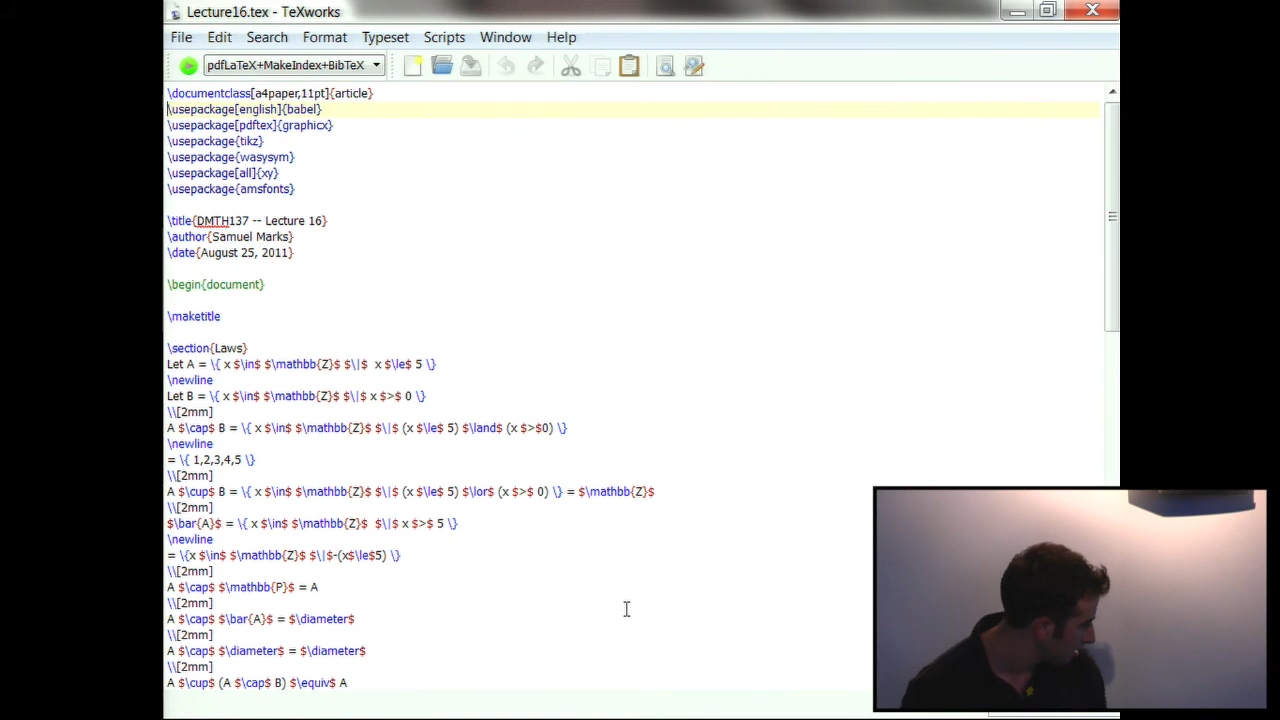 Lecture16.tex - TeXworks
File Edit Search Format Typeset Scripts Window Help
pdfLaTeX+MakeIndex+BibTeX
\documentclass[a4paper,11pt]{article}
\usepackage[english]{babel}
\usepackage[pdftex]{graphicx}
\usepackage{tikz}
\usepackage{wasysym}
\usepackage[all]{xy}
\usepackage{amsfonts}
\title{DMTH137 -- Lecture 16}
\author{Samuel Marks}
\date{August 25, 2011}
\begin{document}
\maketitle
\section{Laws}
Let A = \{ x $\in$ $\mathbb{Z}$ $\|$  x $\le$ 5 \}
\newline
Let B = \{ x $\in$ $\mathbb{Z}$ $\|$ x $>$ 0 \}
\\[2mm]
A $\cap$ B = \{ x $\in$ $\mathbb{Z}$ $\|$ (x $\le$ 5) $\land$ (x $>$0) \}
\newline
= \{ 1,2,3,4,5 \}
\\[2mm]
A $\cup$ B = \{ x $\in$ $\mathbb{Z}$ $\|$ (x $\le$ 5) $\lor$ (x $>$ 0) \} = $\mathbb{Z}$
\\[2mm]
$\bar{A}$ = \{ x $\in$ $\mathbb{Z}$  $\|$ x $>$ 5 \}
\newline
= \{x $\in$ $\mathbb{Z}$ $\|$-(x$\le$5) \}
\\[2mm]
A $\cap$ $\mathbb{P}$ = A
\\[2mm]
A $\cap$ $\bar{A}$ = $\diameter$
\\[2mm]
A $\cap$ $\diameter$ = $\diameter$
\\[2mm]
A $\cup$ (A $\cap$ B) $\equiv$ A